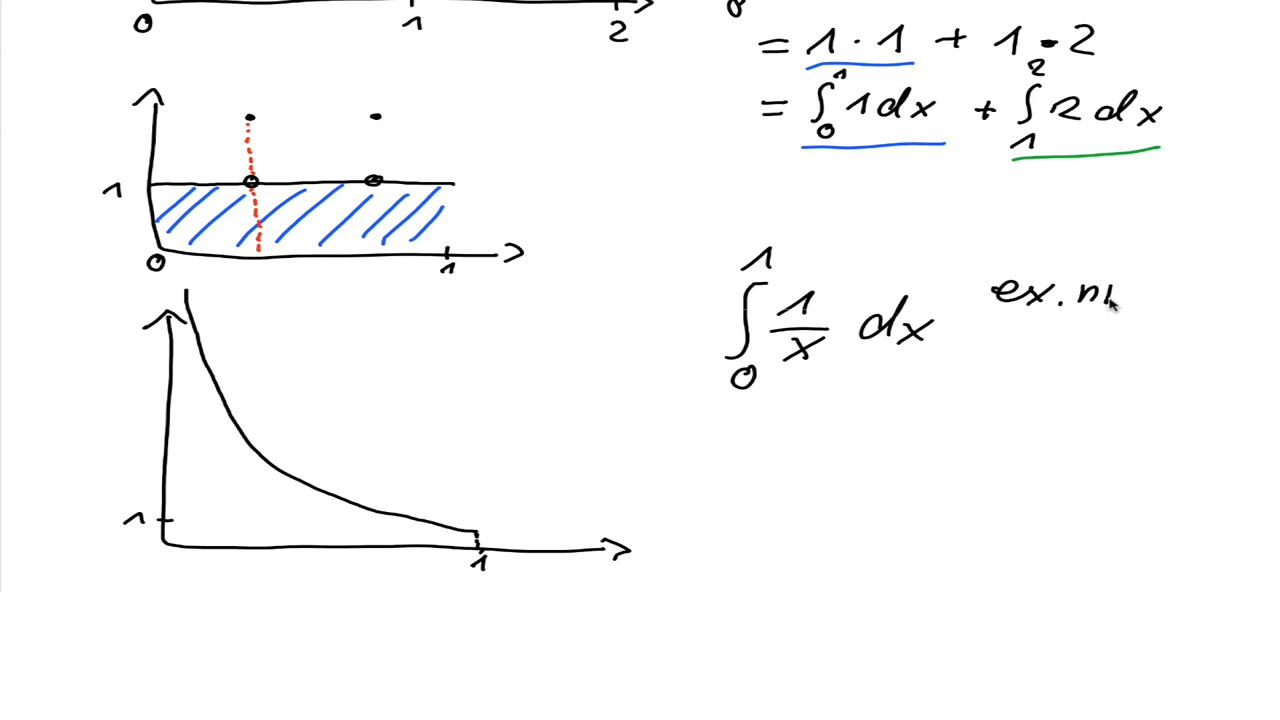 0 1 2
= 1 · 1 + 1 · 2
= ∫₀¹ 1 dx + ∫₁² 2 dx
1
0 1
∫₀¹ 1/x dx ex. n
1
1